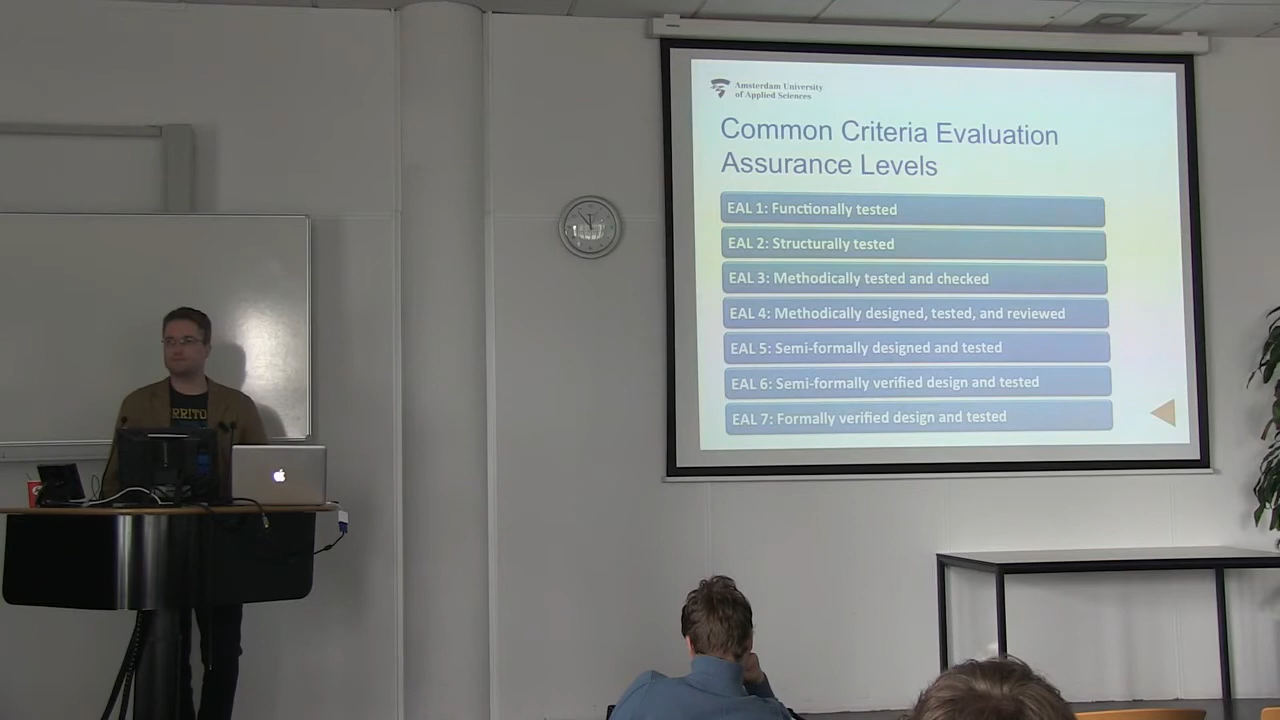 Amsterdam University
of Applied Sciences
Common Criteria Evaluation
Assurance Levels
EAL 1: Functionally tested
EAL 2: Structurally tested
EAL 3: Methodically tested and checked
EAL 4: Methodically designed, tested, and reviewed
EAL 5: Semi-formally designed and tested
EAL 6: Semi-formally verified design and tested
EAL 7: Formally verified design and tested
RRITO